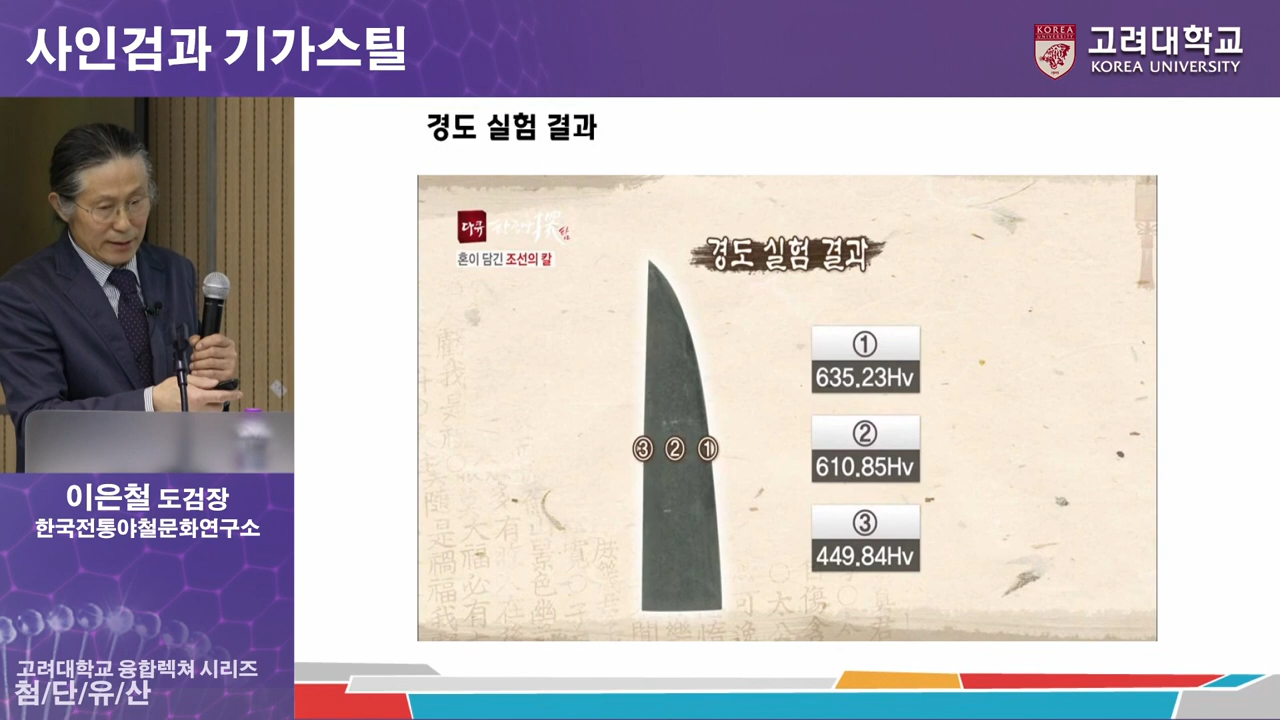 사인검과 기가스틸
KOREA
UNIVERSITY
고려대학교
KOREA UNIVERSITY
경도 실험 결과
다큐
혼이 담긴 조선의 칼
경도 실험 결과
①
635.23Hv
②
610.85Hv
③ ② ①
③
449.84Hv
이은철 도검장
한국전통야철문화연구소
고려대학교 융합렉쳐 시리즈
첨/단/유/산